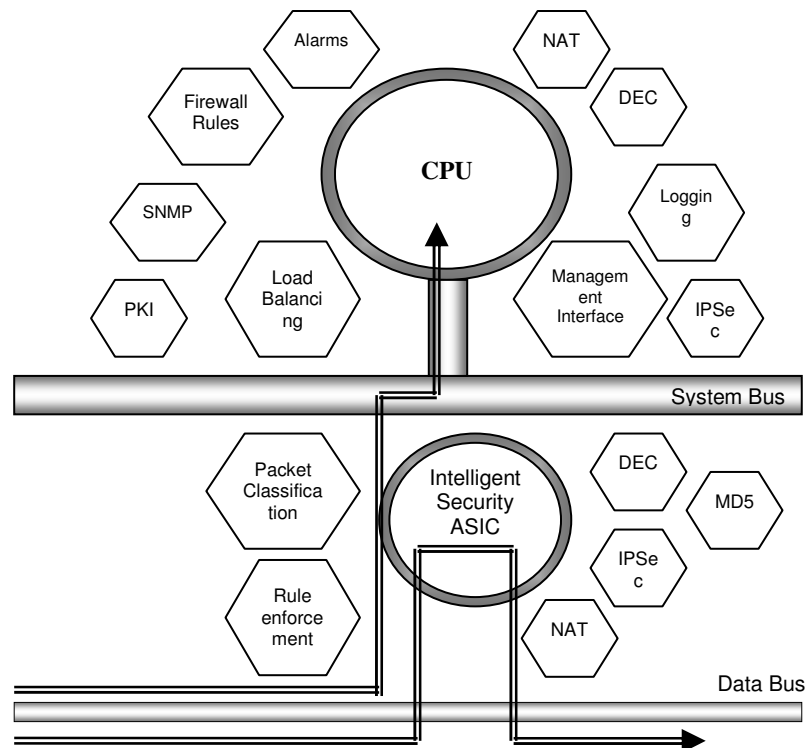 Alarms
NAT
Firewall
Rules
DEC
CPU
SNMP
Loggin
g
Load
Balanci
ng
Managem
ent
Interface
PKI
IPSe
c
System Bus
Packet
Classifica
tion
Intelligent
Security
ASIC
DEC
MD5
IPSe
c
Rule
enforce
ment
NAT
Data Bus